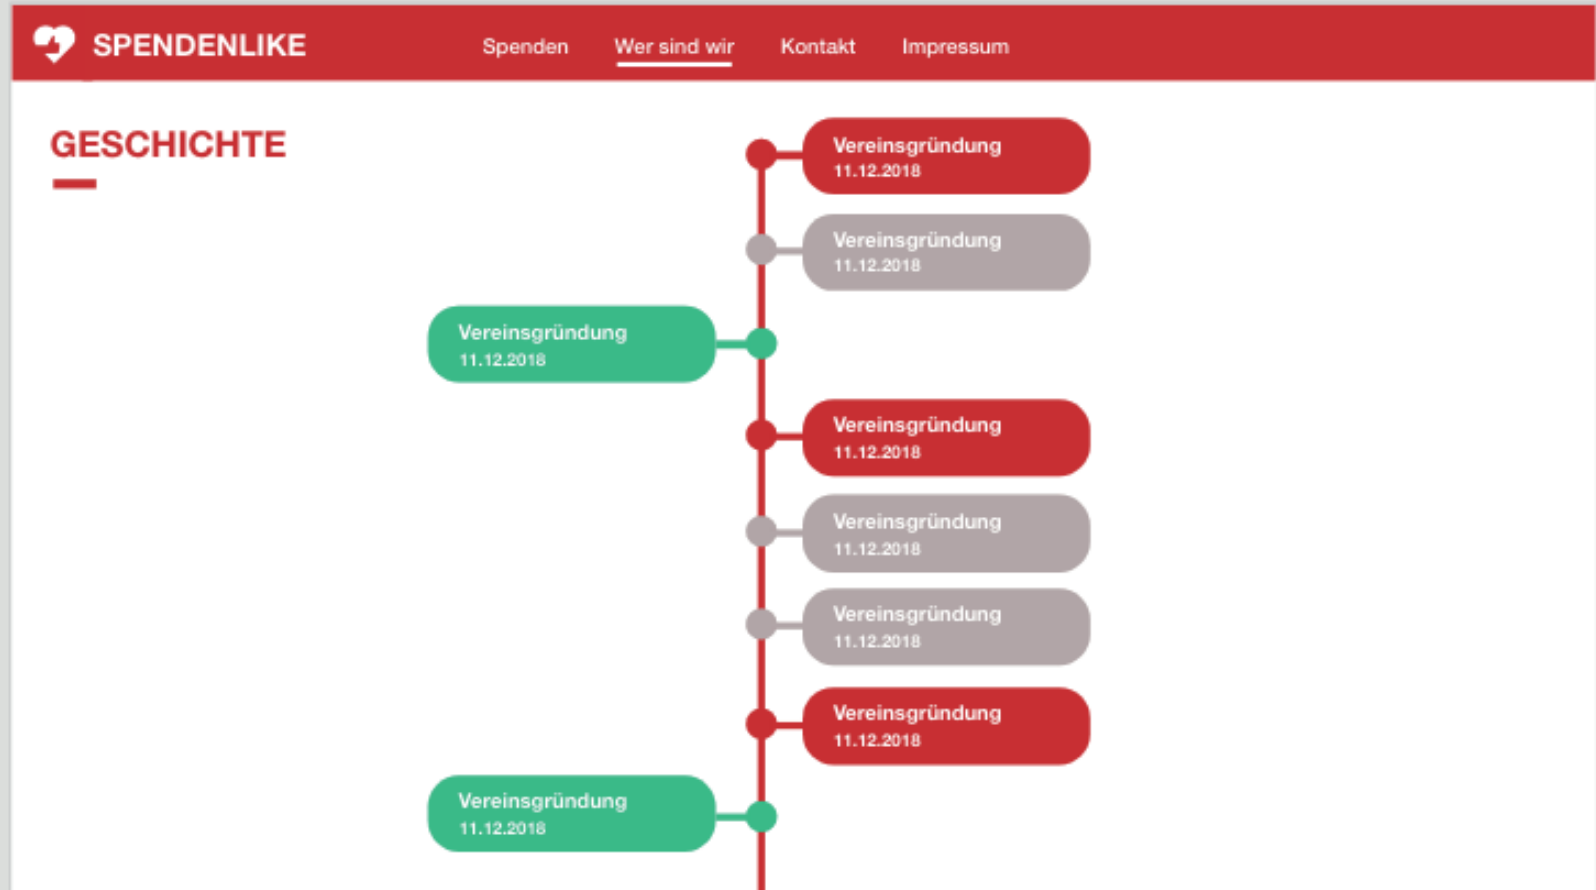 SPENDENLIKE
Spenden Wer sind wir Kontakt Impressum
GESCHICHTE
Vereinsgründung
11.12.2018
Vereinsgründung
11.12.2018
Vereinsgründung
11.12.2018
Vereinsgründung
11.12.2018
Vereinsgründung
11.12.2018
Vereinsgründung
11.12.2018
Vereinsgründung
11.12.2018
Vereinsgründung
11.12.2018